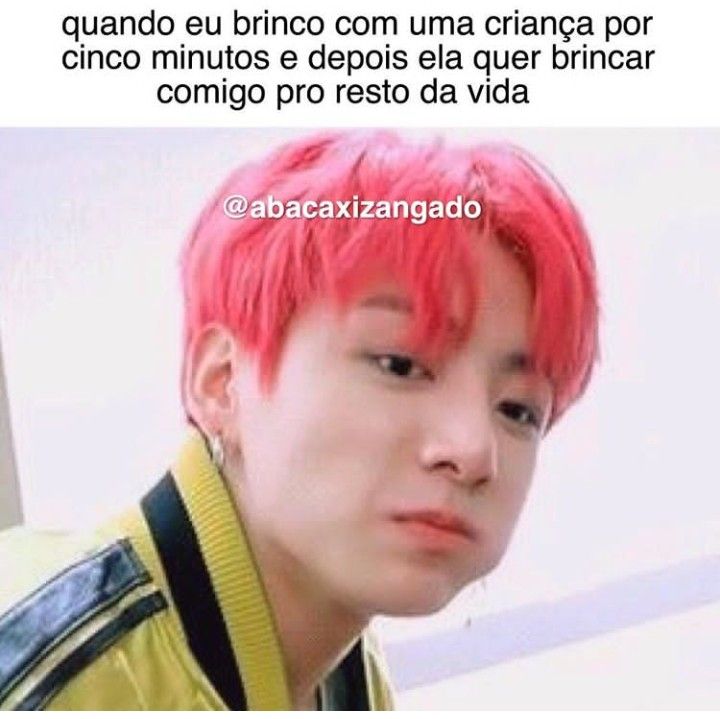 quando eu brinco com uma criança por
cinco minutos e depois ela quer brincar
comigo pro resto da vida
@abacaxizangado